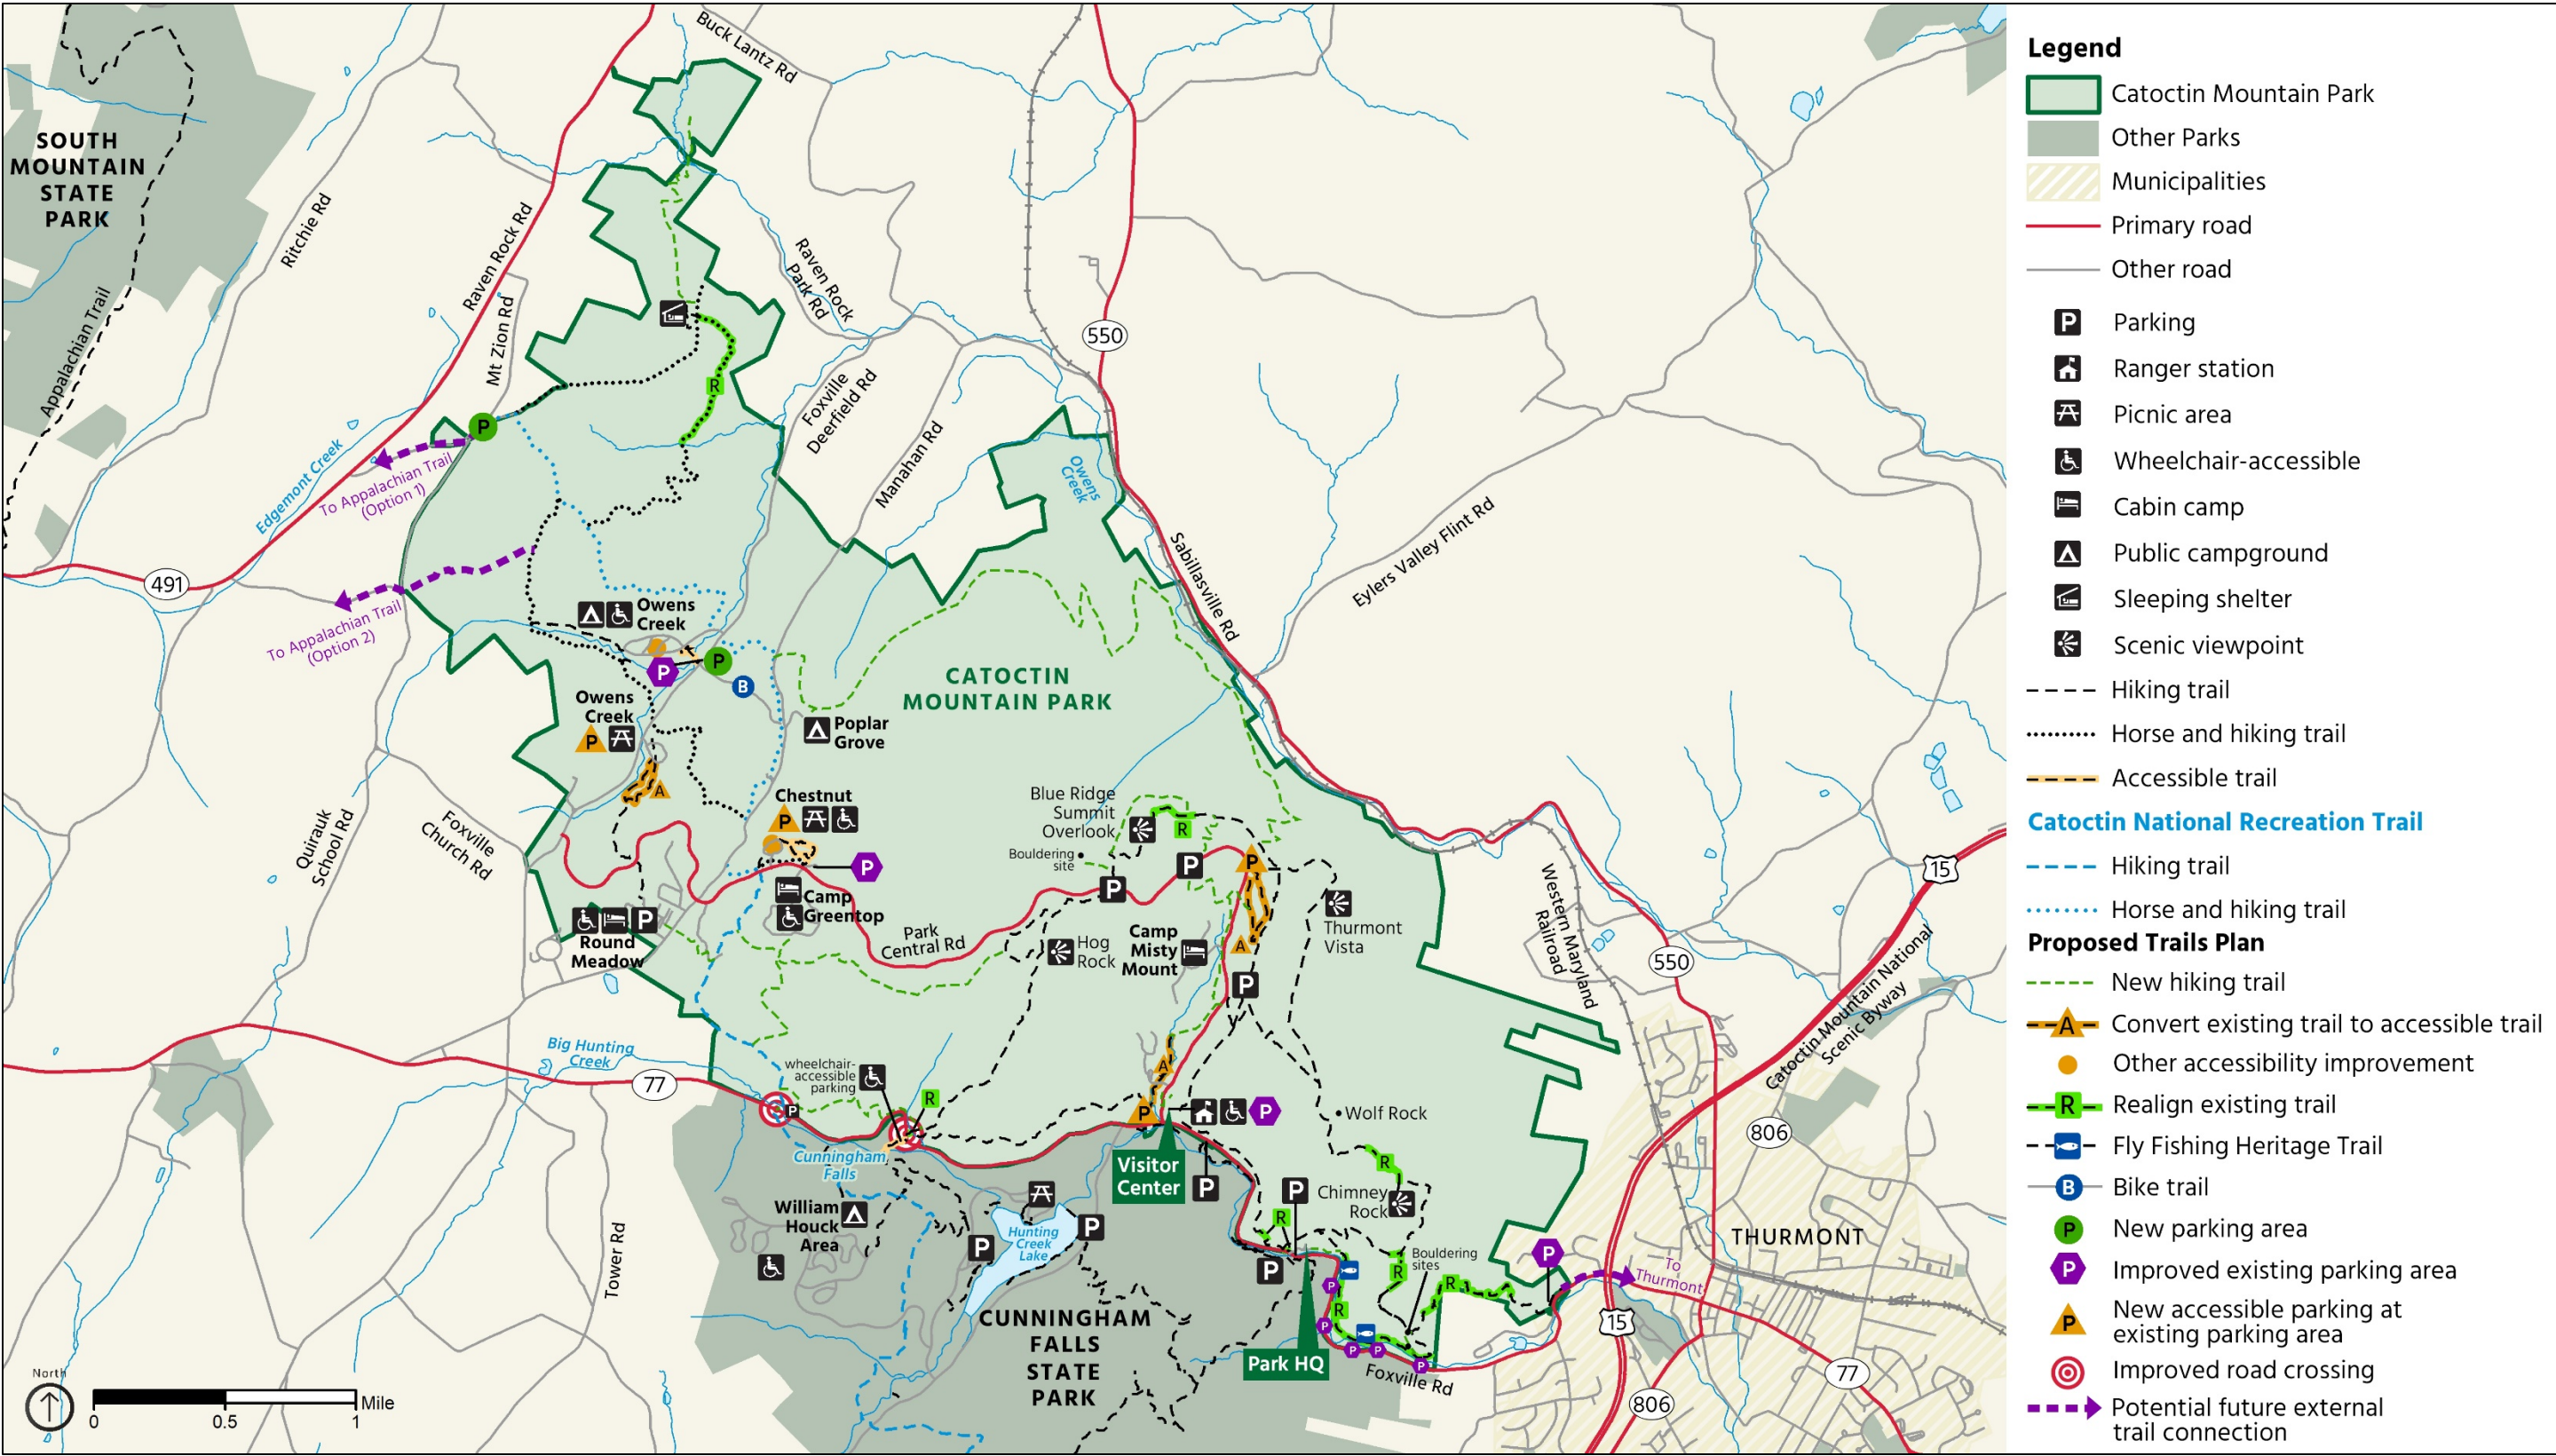 Buck Lantz Rd
SOUTH
MOUNTAIN
STATE
PARK
Ritchie Rd
Raven Rock Rd
Mt Zion Rd
Raven Rock
Park Rd
Appalachian Trail
550
Foxville
Deerfield Rd
Manahan Rd
P
R
Edgemont Creek
To Appalachian Trail
(Option 1)
Owens
Creek
491
To Appalachian Trail
(Option 2)
Sabillasville Rd
Eylers Valley Flint Rd
Owens
Creek
P
P
B
CATOCTIN
MOUNTAIN PARK
Owens
Creek
P
A
Poplar
Grove
Quirauk
School Rd
Foxville
Church Rd
Chestnut
P
P
Blue Ridge
Summit
Overlook
R
Bouldering
site
P
P
P
Camp
Greentop
P
Round
Meadow
Park
Central Rd
Hog
Rock
Camp
Misty
Mount
A
P
Thurmont
Vista
Western Maryland
Railroad
15
550
Catoctin Mountain National
Scenic Byway
Big Hunting
Creek
77
wheelchair-
accessible
parking
P
R
A
P
P
Wolf Rock
806
Cunningham
Falls
Visitor
Center
P
P
R
Chimney
Rock
R
William
Houck
Area
P
Hunting
Creek
Lake
P
P
R
Bouldering
sites
R
P
THURMONT
To
Thurmont
P
R
P
P
P
P
Tower Rd
CUNNINGHAM
FALLS
STATE
PARK
Park HQ
Foxville Rd
15
77
806
North
0
0.5
1
Mile
Legend
Catoctin Mountain Park
Other Parks
Municipalities
Primary road
Other road
P Parking
Ranger station
Picnic area
Wheelchair-accessible
Cabin camp
Public campground
Sleeping shelter
Scenic viewpoint
Hiking trail
Horse and hiking trail
Accessible trail
Catoctin National Recreation Trail
Hiking trail
Horse and hiking trail
Proposed Trails Plan
New hiking trail
A Convert existing trail to accessible trail
Other accessibility improvement
R Realign existing trail
Fly Fishing Heritage Trail
B Bike trail
P New parking area
P Improved existing parking area
P New accessible parking at
existing parking area
Improved road crossing
Potential future external
trail connection